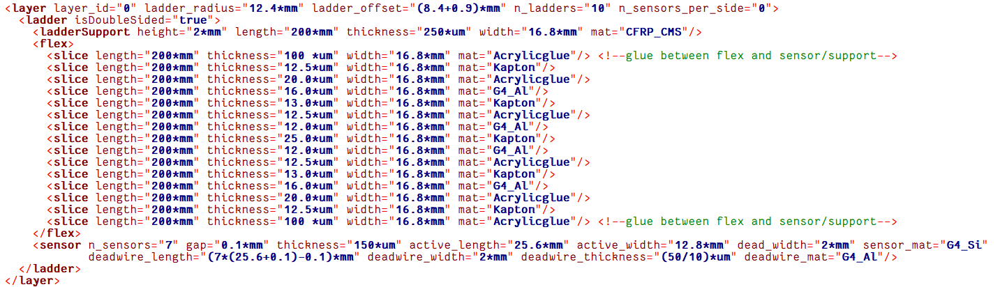 <layer layer_id="0" ladder_radius="12.4*mm" ladder_offset="(8.4+0.9)*mm" n_ladders="10" n_sensors_per_side="0">
  <ladder isDoubleSided="true">
    <ladderSupport height="2*mm" length="200*mm" thickness="250*um" width="16.8*mm" mat="CFRP_CMS"/>
    <flex>
      <slice length="200*mm" thickness="100 *um" width="16.8*mm" mat="Acrylicglue"/> <!--glue between flex and sensor/support-->
      <slice length="200*mm" thickness="12.5*um" width="16.8*mm" mat="Kapton"/>
      <slice length="200*mm" thickness="20.0*um" width="16.8*mm" mat="Acrylicglue"/>
      <slice length="200*mm" thickness="16.0*um" width="16.8*mm" mat="G4_Al"/>
      <slice length="200*mm" thickness="13.0*um" width="16.8*mm" mat="Kapton"/>
      <slice length="200*mm" thickness="12.5*um" width="16.8*mm" mat="Acrylicglue"/>
      <slice length="200*mm" thickness="12.0*um" width="16.8*mm" mat="G4_Al"/>
      <slice length="200*mm" thickness="25.0*um" width="16.8*mm" mat="Kapton"/>
      <slice length="200*mm" thickness="12.0*um" width="16.8*mm" mat="G4_Al"/>
      <slice length="200*mm" thickness="12.5*um" width="16.8*mm" mat="Acrylicglue"/>
      <slice length="200*mm" thickness="13.0*um" width="16.8*mm" mat="Kapton"/>
      <slice length="200*mm" thickness="16.0*um" width="16.8*mm" mat="G4_Al"/>
      <slice length="200*mm" thickness="20.0*um" width="16.8*mm" mat="Acrylicglue"/>
      <slice length="200*mm" thickness="12.5*um" width="16.8*mm" mat="Kapton"/>
      <slice length="200*mm" thickness="100 *um" width="16.8*mm" mat="Acrylicglue"/> <!--glue between flex and sensor/support-->
    </flex>
    <sensor n_sensors="7" gap="0.1*mm" thickness="150*um" active_length="25.6*mm" active_width="12.8*mm" dead_width="2*mm" sensor_mat="G4_Si"
            deadwire_length="(7*(25.6+0.1)-0.1)*mm" deadwire_width="2*mm" deadwire_thickness="(50/10)*um" deadwire_mat="G4_Al"/>
  </ladder>
</layer>